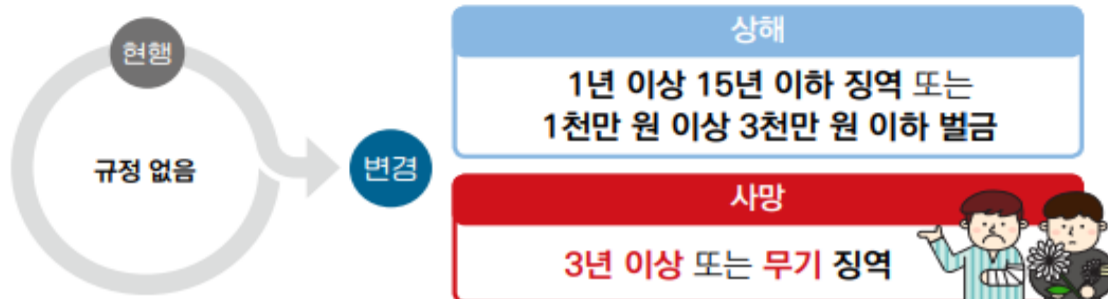 현행
규정 없음
변경
상해
1년 이상 15년 이하 징역 또는
1천만 원 이상 3천만 원 이하 벌금
사망
3년 이상 또는 무기 징역